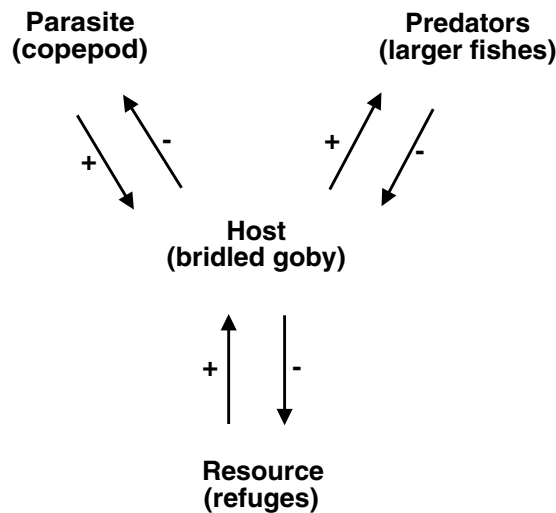 Parasite
(copepod)
Predators
(larger fishes)
+
-
+
-
Host
(bridled goby)
+
-
Resource
(refuges)